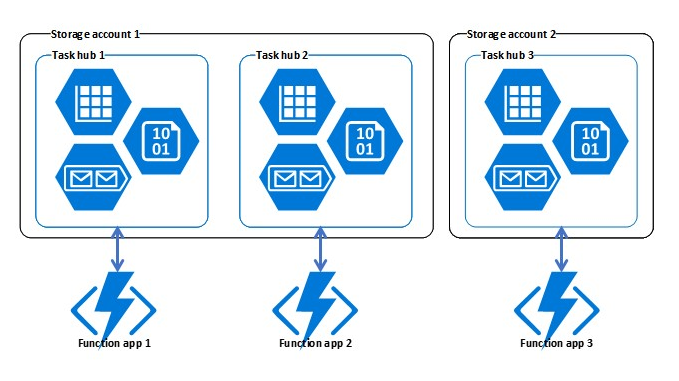 Storage account 1
Storage account 2
Task hub 1
Task hub 2
Task hub 3
10
01
10
01
10
01
Function app 1
Function app 2
Function app 3